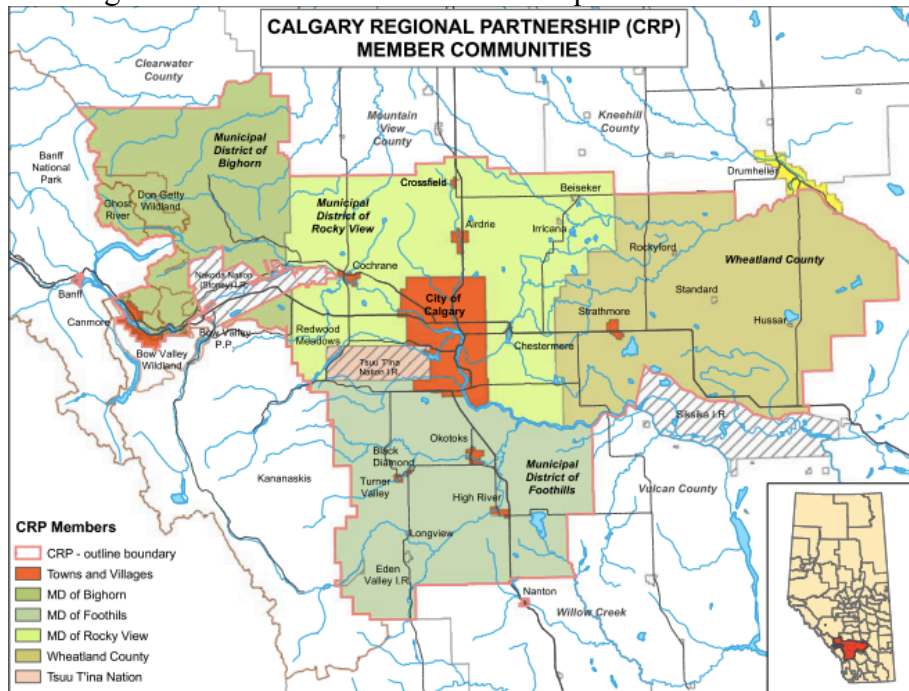 CALGARY REGIONAL PARTNERSHIP (CRP)
MEMBER COMMUNITIES
Clearwater
County
Mountain
View
County
Kneehill
County
Municipal
District of
Bighorn
Banff
National
Park
Don Getty
Wildland
Ghost
River
Crossfield
Beiseker
Drumheller
Municipal
District of
Rocky View
Airdrie
Irricana
Rockyford
Wheatland County
Cochrane
Nakoda Nation
(Stoney) I.R.
Banff
Canmore
City of
Calgary
Standard
Strathmore
Hussar
Bow Valley
P.P.
Redwood
Meadows
Chestermere
Bow Valley
Wildland
Tsuu T'ina
Nation I.R.
Siksika I.R.
Okotoks
Black
Diamond
Turner
Valley
Municipal
District of
Foothills
Kananaskis
High River
Vulcan County
Longview
Eden
Valley I.R.
Nanton
Willow Creek
CRP Members
CRP - outline boundary
Towns and Villages
MD of Bighorn
MD of Foothils
MD of Rocky View
Wheatland County
Tsuu T'ina Nation